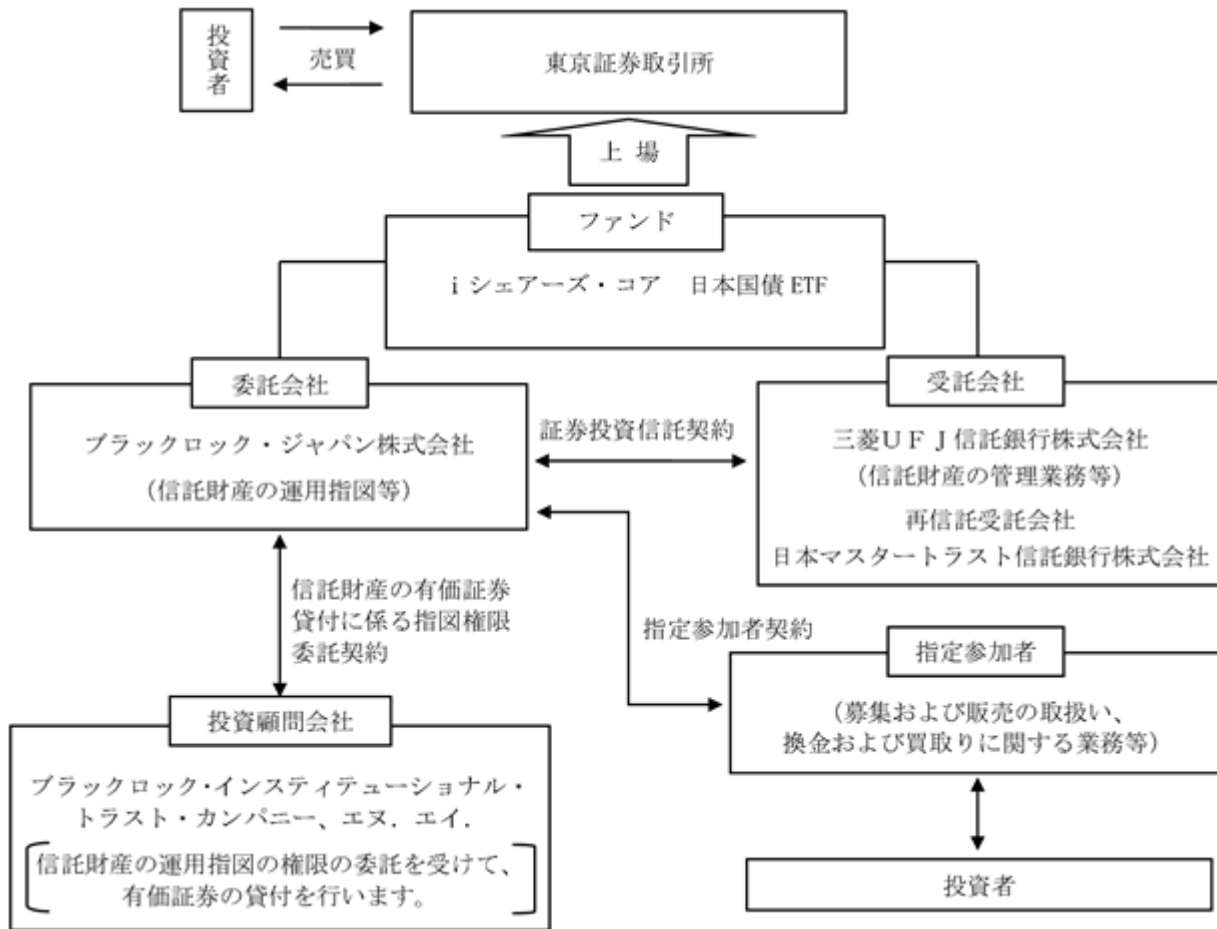 投資者
売買
東京証券取引所
上 場
ファンド
i シェアーズ・コア 日本国債 ETF
委託会社
ブラックロック・ジャパン株式会社
(信託財産の運用指図等)
証券投資信託契約
受託会社
三菱UFJ信託銀行株式会社
(信託財産の管理業務等)
再信託受託会社
日本マスタートラスト信託銀行株式会社
信託財産の有価証券
貸付に係る指図権限
委託契約
指定参加者契約
指定参加者
(募集および販売の取扱い、
換金および買取りに関する業務等)
投資顧問会社
ブラックロック・インスティテューショナル・
トラスト・カンパニー、エヌ.エイ.
信託財産の運用指図の権限の委託を受けて、
有価証券の貸付を行います。
投資者